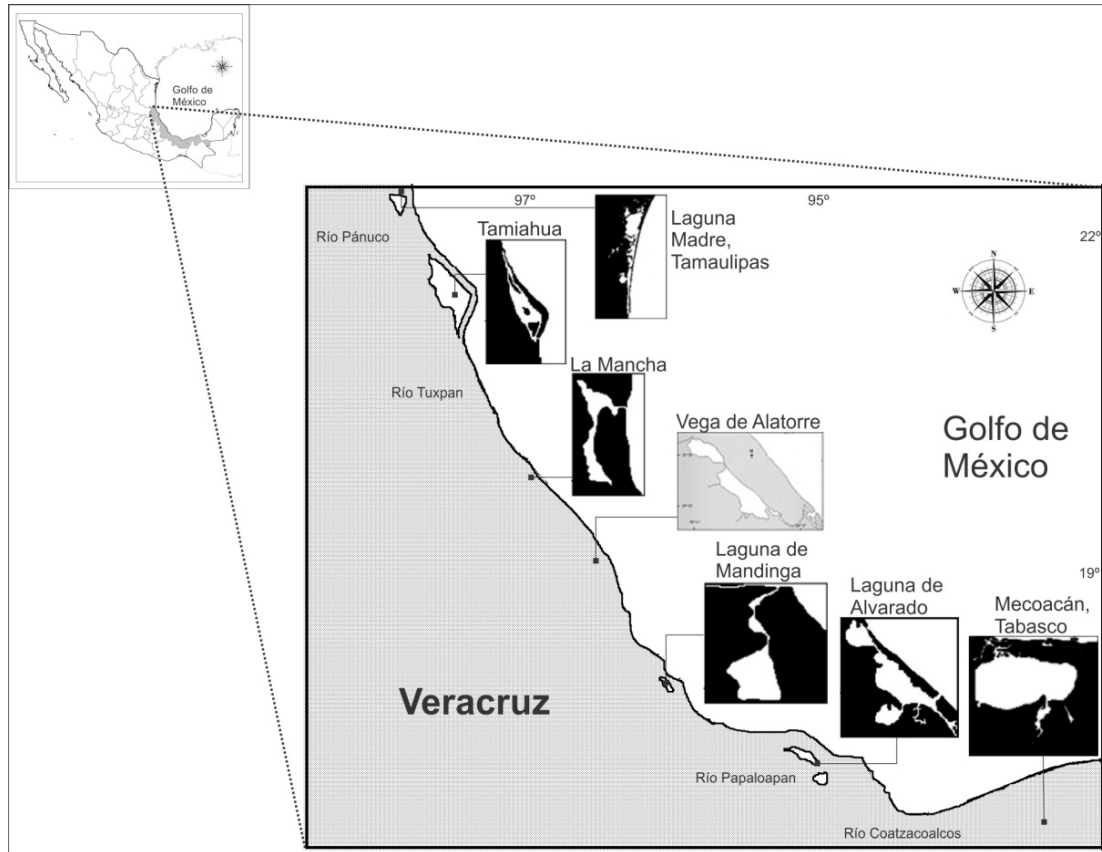 Golfo de
México
97º
95º
22º
Río Pánuco
Tamiahua
Laguna
Madre,
Tamaulipas
N
W
E
S
La Mancha
Río Tuxpan
Vega de Alatorre
Golfo de
México
Laguna de
Mandinga
19º
Laguna de
Alvarado
Mecoacán,
Tabasco
Veracruz
Río Papaloapan
Río Coatzacoalcos